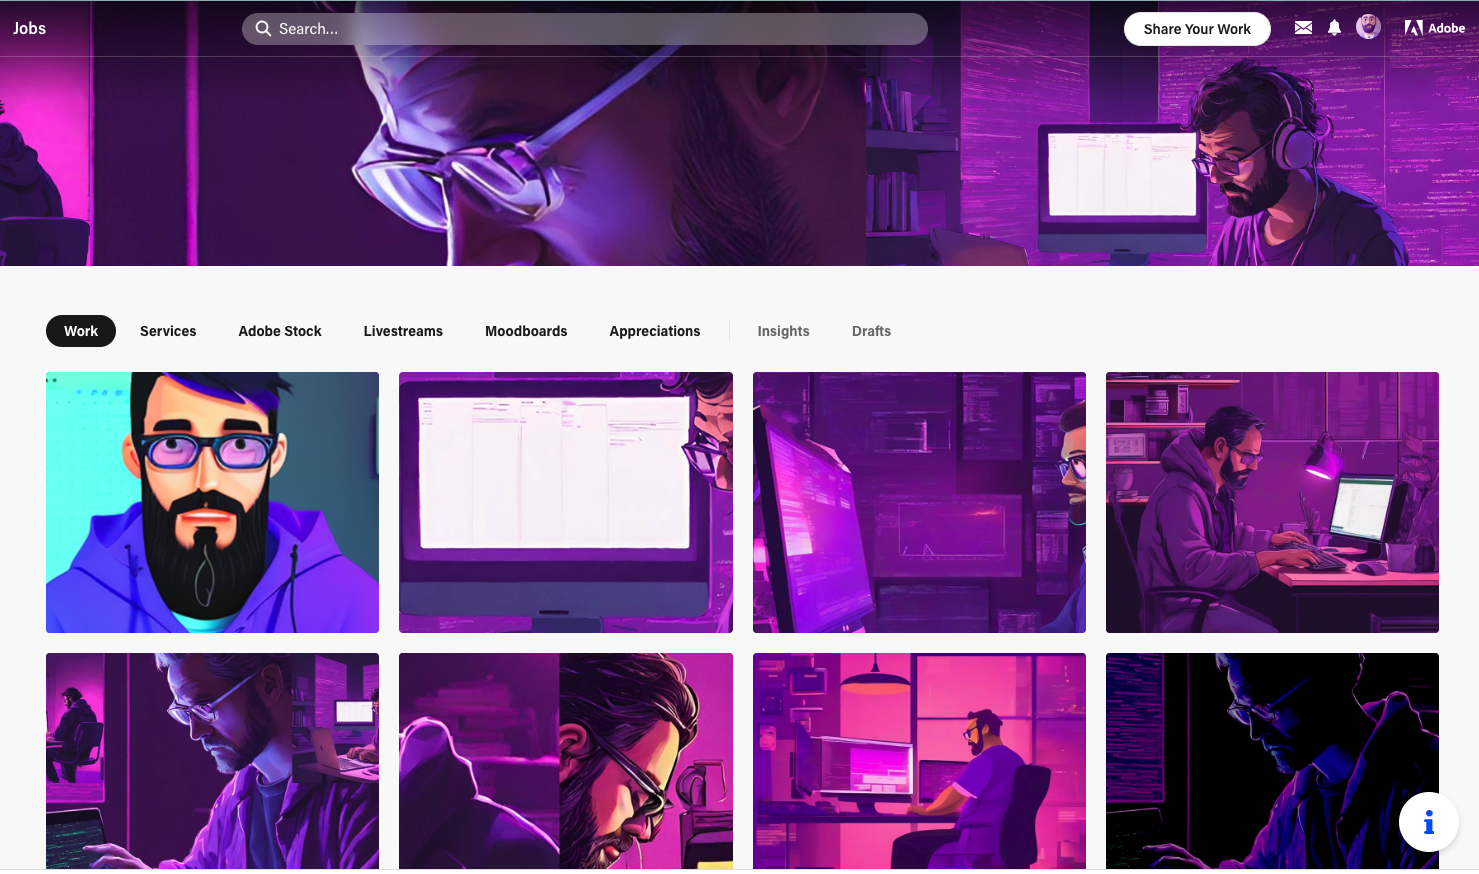 Jobs
Search...
Share Your Work
Adobe
Work
Services
Adobe Stock
Livestreams
Moodboards
Appreciations
Insights
Drafts
i